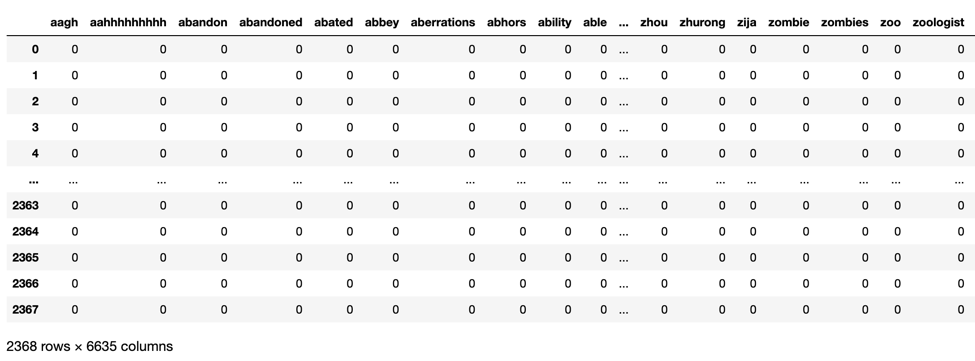 aagh aahhhhhhhhh abandon abandoned abated abbey aberrations abhors ability able ... zhou zhurong zija zombie zombies zoo zoologist
0 0 0 0 0 0 0 0 0 0 0 ... 0 0 0 0 0 0 0
1 0 0 0 0 0 0 0 0 0 0 ... 0 0 0 0 0 0 0
2 0 0 0 0 0 0 0 0 0 0 ... 0 0 0 0 0 0 0
3 0 0 0 0 0 0 0 0 0 0 ... 0 0 0 0 0 0 0
4 0 0 0 0 0 0 0 0 0 0 ... 0 0 0 0 0 0 0
... ... ... ... ... ... ... ... ... ... ... ... ... ... ... ... ... ... ...
2363 0 0 0 0 0 0 0 0 0 0 ... 0 0 0 0 0 0 0
2364 0 0 0 0 0 0 0 0 0 0 ... 0 0 0 0 0 0 0
2365 0 0 0 0 0 0 0 0 0 0 ... 0 0 0 0 0 0 0
2366 0 0 0 0 0 0 0 0 0 0 ... 0 0 0 0 0 0 0
2367 0 0 0 0 0 0 0 0 0 0 ... 0 0 0 0 0 0 0
2368 rows × 6635 columns